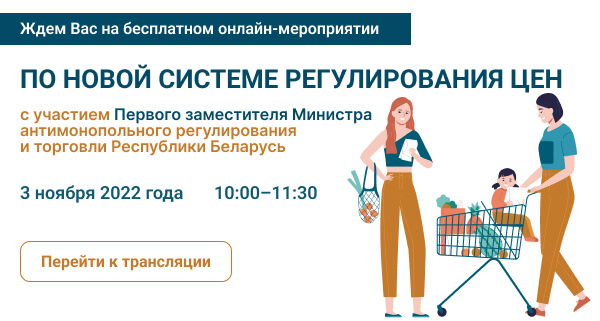 Ждем Вас на бесплатном онлайн-мероприятии
ПО НОВОЙ СИСТЕМЕ РЕГУЛИРОВАНИЯ ЦЕН
с участием Первого заместителя Министра
антимонопольного регулирования
и торговли Республики Беларусь
3 ноября 2022 года 10:00–11:30
Перейти к трансляции